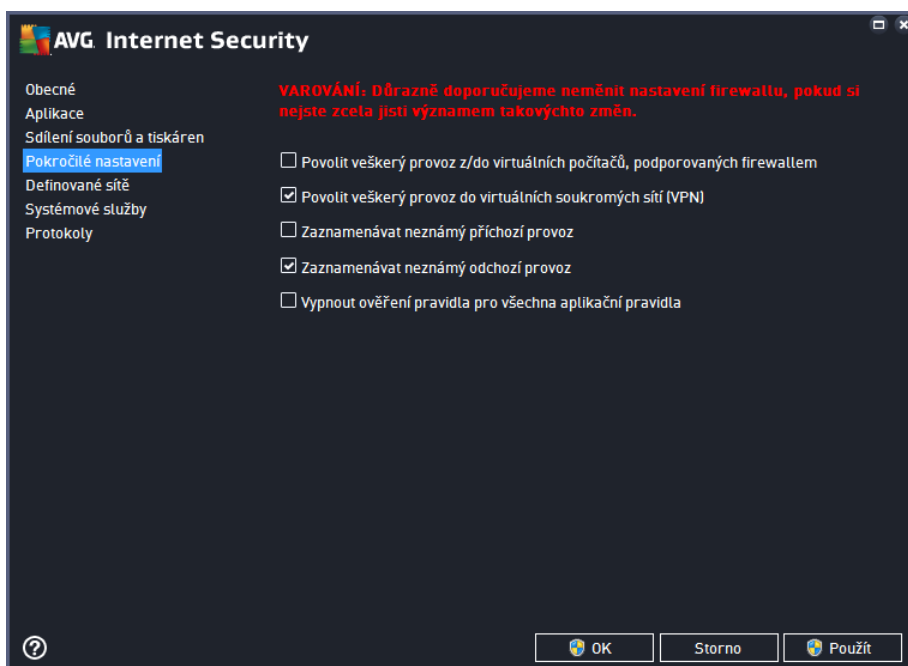 AVG. Internet Security
Obecné
Aplikace
Sdílení souborů a tiskáren
Pokročilé nastavení
Definované sítě
Systémové služby
Protokoly
VAROVÁNÍ: Důrazně doporučujeme neměnit nastavení firewallu, pokud si
nejste zcela jisti významem takovýchto změn.
Povolit veškerý provoz z/do virtuálních počítačů, podporovaných firewallem
Povolit veškerý provoz do virtuálních soukromých sítí (VPN)
Zaznamenávat neznámý příchozí provoz
Zaznamenávat neznámý odchozí provoz
Vypnout ověření pravidla pro všechna aplikační pravidla
OK
Storno
Použít